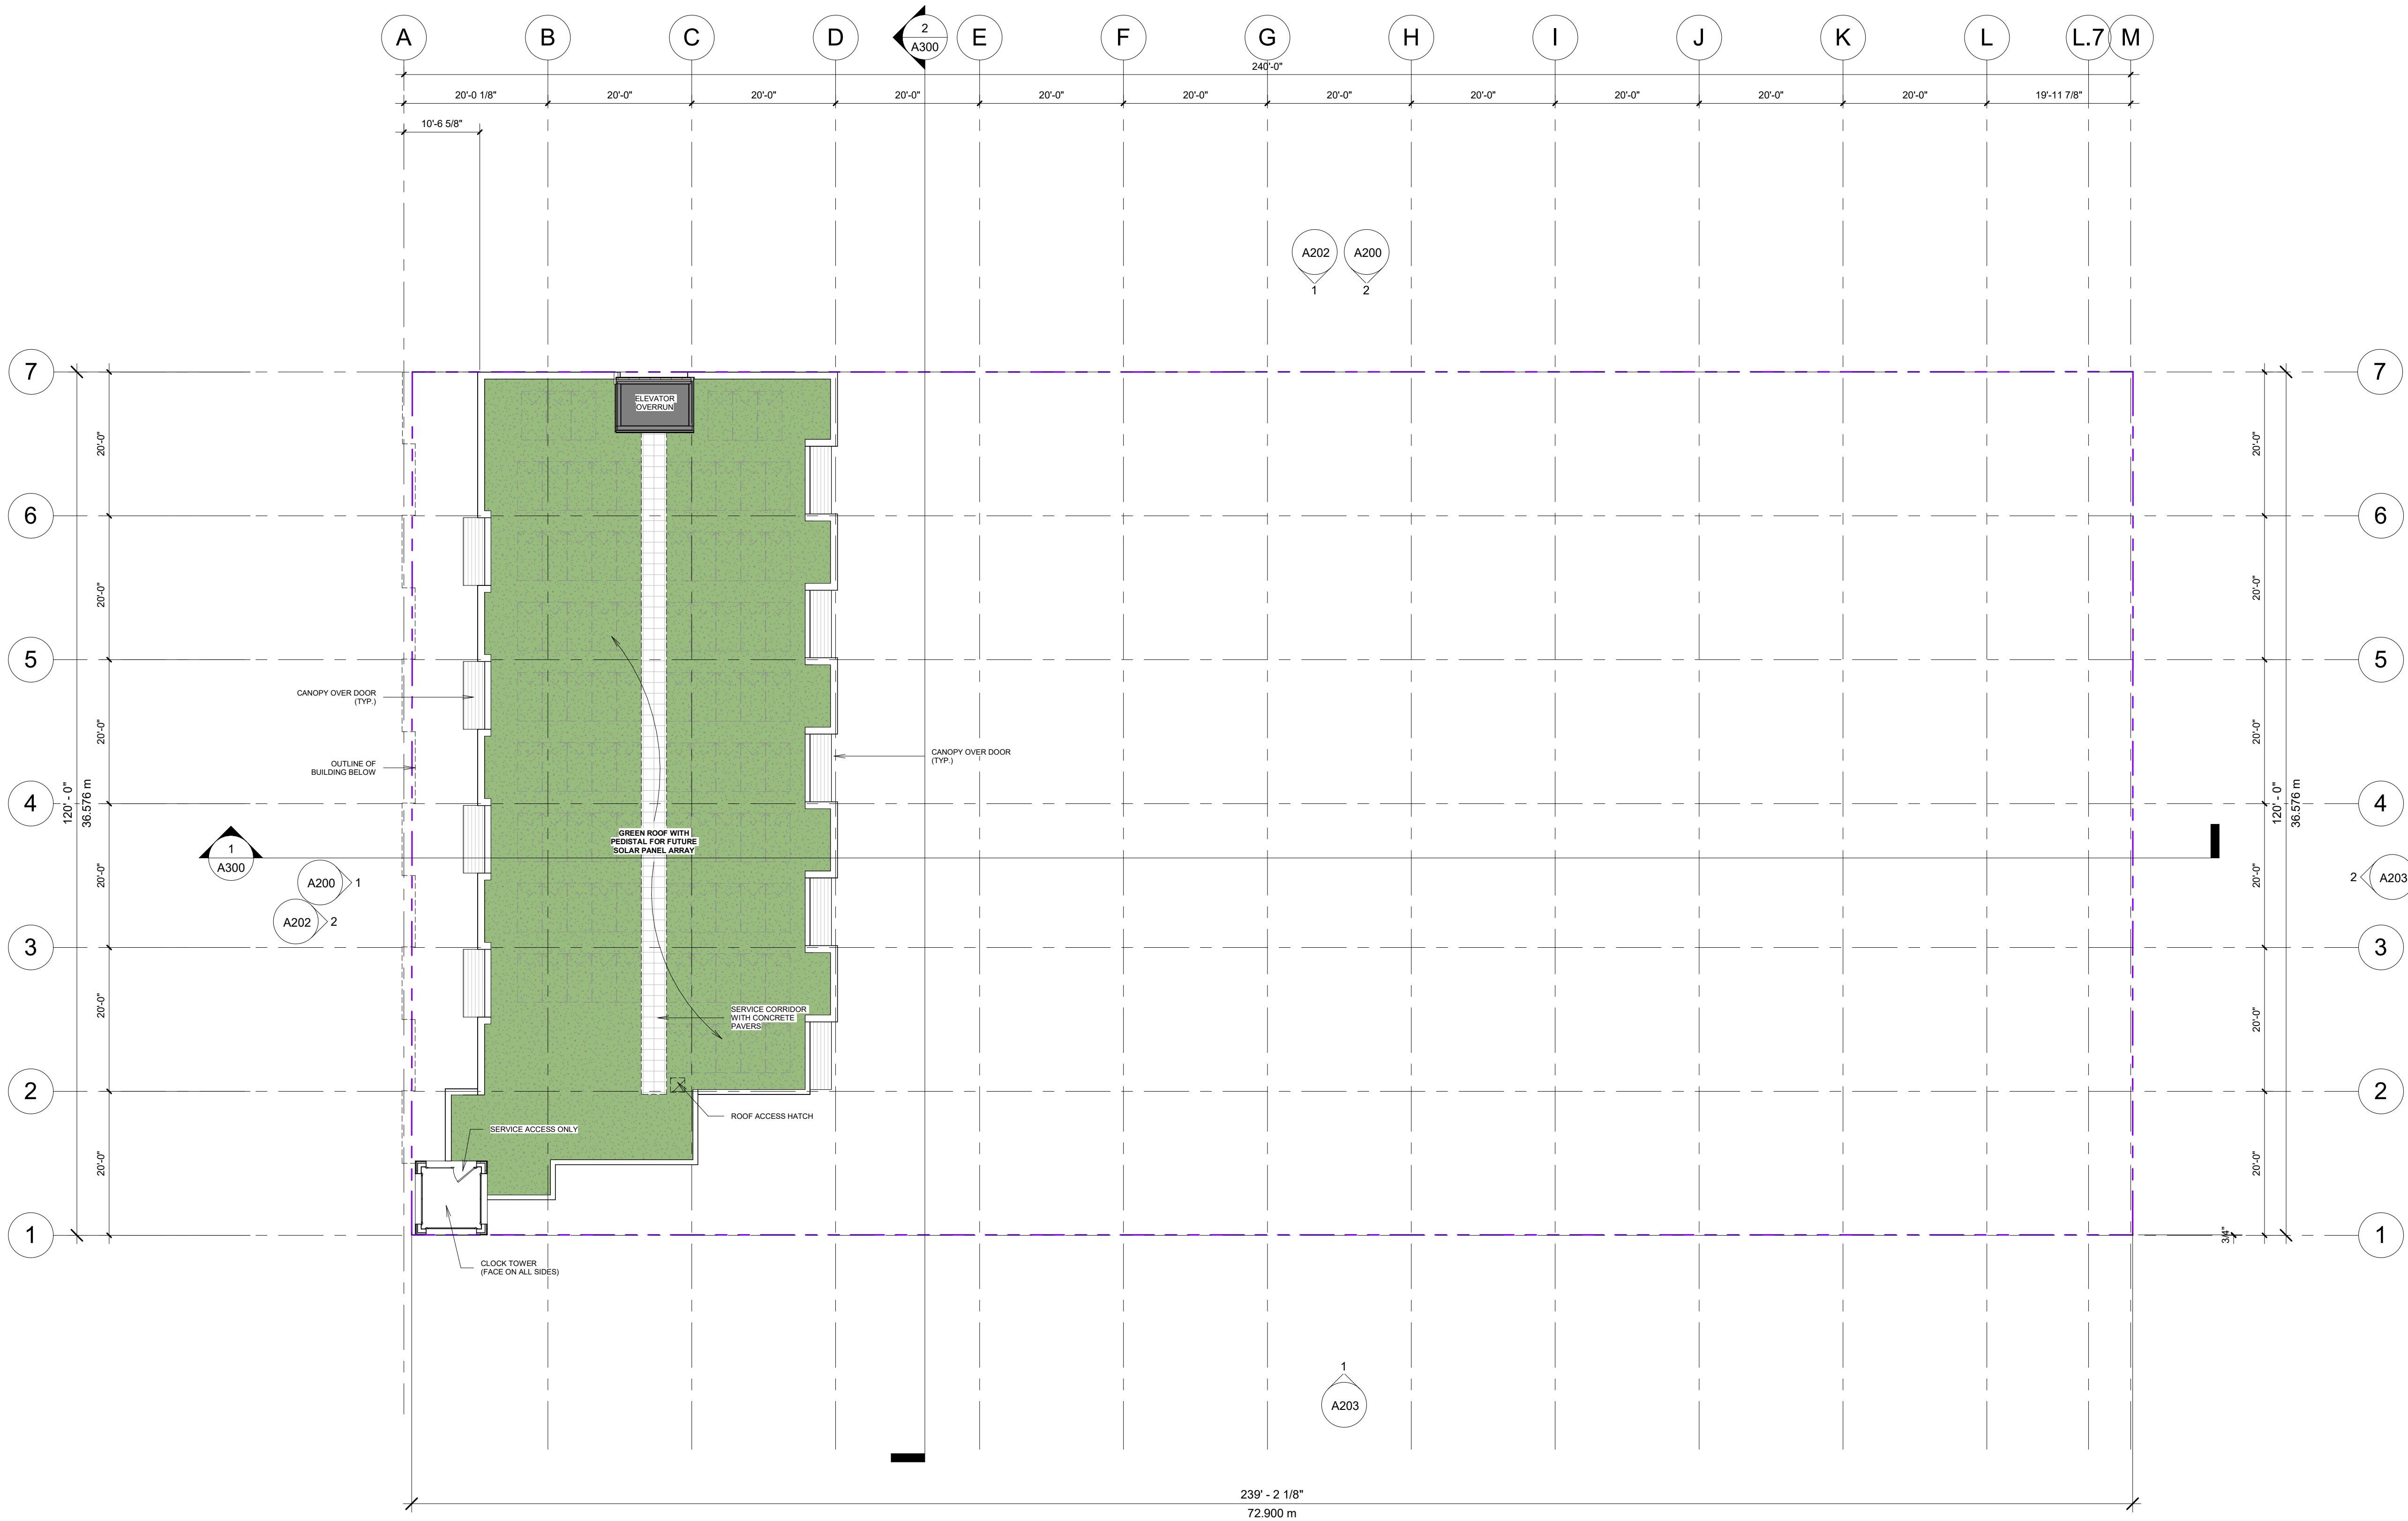 A
B
C
D
2
A300
E
F
G
H
I
J
K
L
L.7
M
240'-0"
20'-0 1/8"
20'-0"
20'-0"
20'-0"
20'-0"
20'-0"
20'-0"
20'-0"
20'-0"
20'-0"
20'-0"
19'-11 7/8"
10'-6 5/8"
A202
1
A200
2
7
7
ELEVATOR
OVERRUN
20'-0"
20'-0"
6
6
20'-0"
20'-0"
5
5
CANOPY OVER DOOR
(TYP.)
20'-0"
20'-0"
OUTLINE OF
BUILDING BELOW
CANOPY OVER DOOR
(TYP.)
4
120' - 0"
36.576 m
4
120' - 0"
36.576 m
GREEN ROOF WITH
PEDISTAL FOR FUTURE
SOLAR PANEL ARRAY
1
A300
A200
1
A202
2
20'-0"
20'-0"
2
A203
3
3
20'-0"
20'-0"
SERVICE CORRIDOR
WITH CONCRETE
PAVERS
2
2
ROOF ACCESS HATCH
SERVICE ACCESS ONLY
20'-0"
20'-0"
1
3/4"
1
CLOCK TOWER
(FACE ON ALL SIDES)
1
A203
239' - 2 1/8"
72.900 m